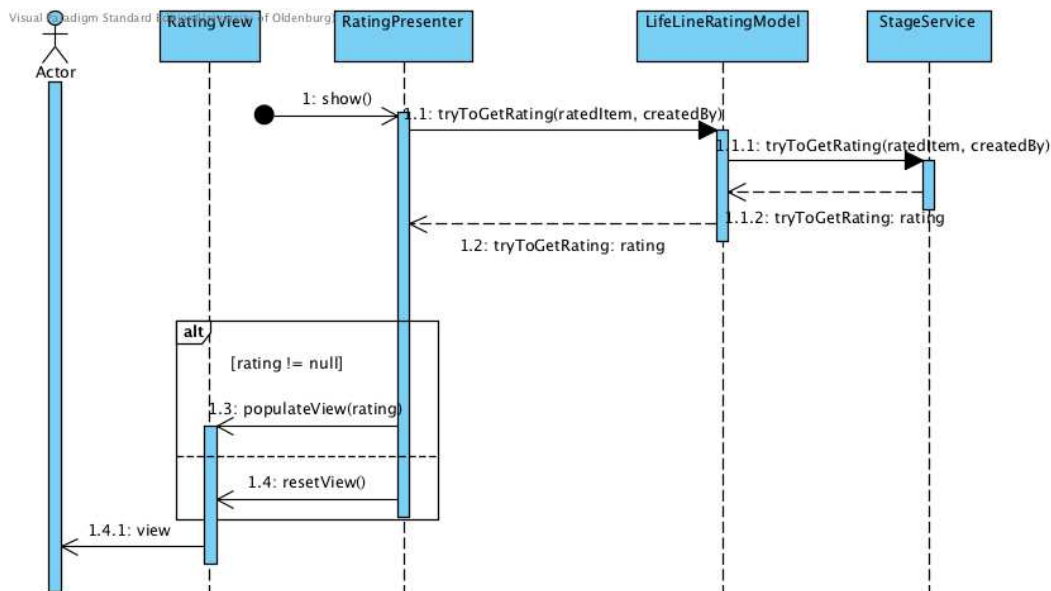 Visual Paradigm Standard Edition(University of Oldenburg)
RatingView
RatingPresenter
LifeLineRatingModel
StageService
Actor
1: show()
1.1: tryToGetRating(ratedItem, createdBy)
1.1.1: tryToGetRating(ratedItem, createdBy)
1.1.2: tryToGetRating: rating
1.2: tryToGetRating: rating
alt
[rating != null]
1.3: populateView(rating)
1.4: resetView()
1.4.1: view